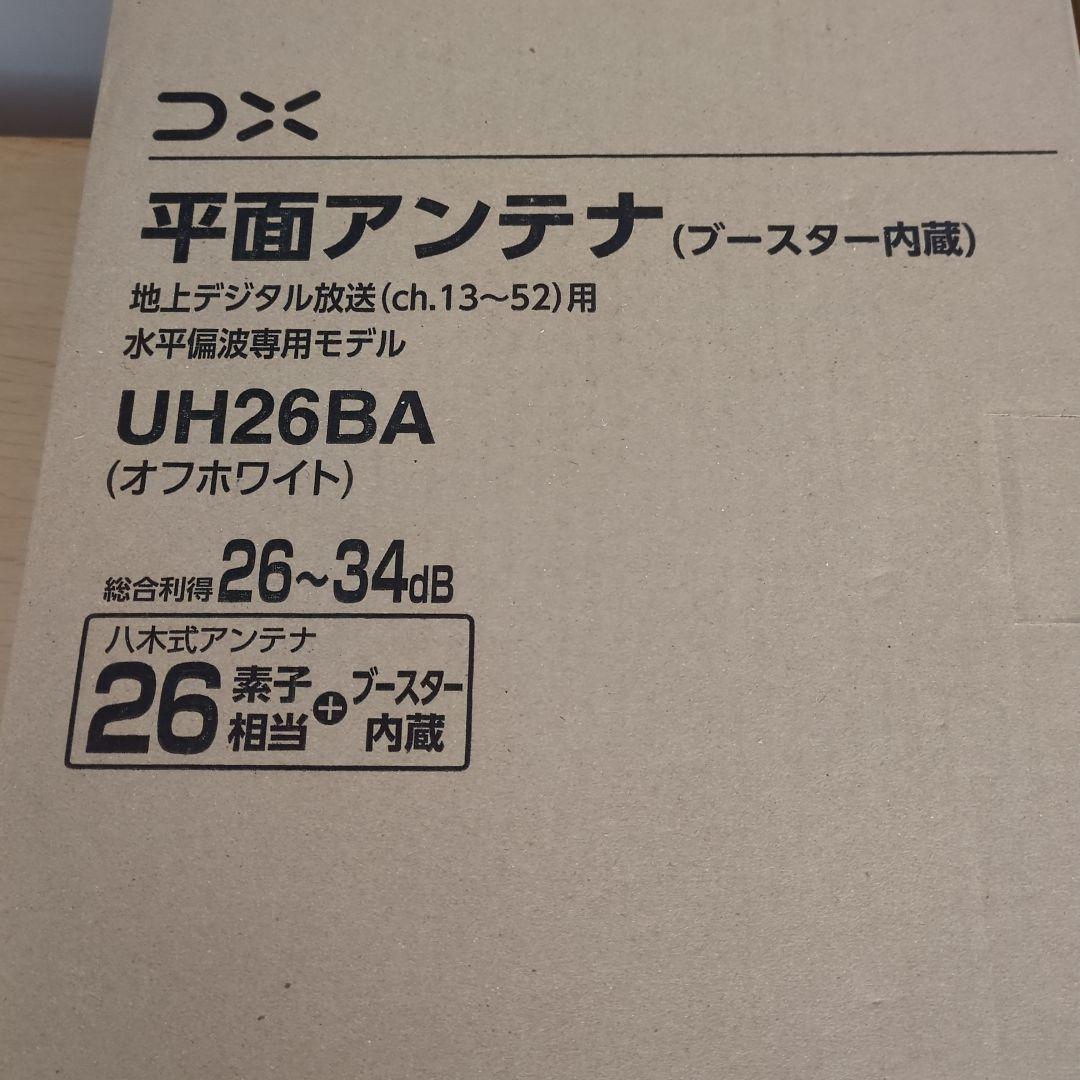 DX
平面アンテナ(ブースター内蔵)
地上デジタル放送(ch.13～52)用
水平偏波専用モデル
UH26BA
(オフホワイト)
総合利得26～34dB
八木式アンテナ
26素子相当+ブースター内蔵